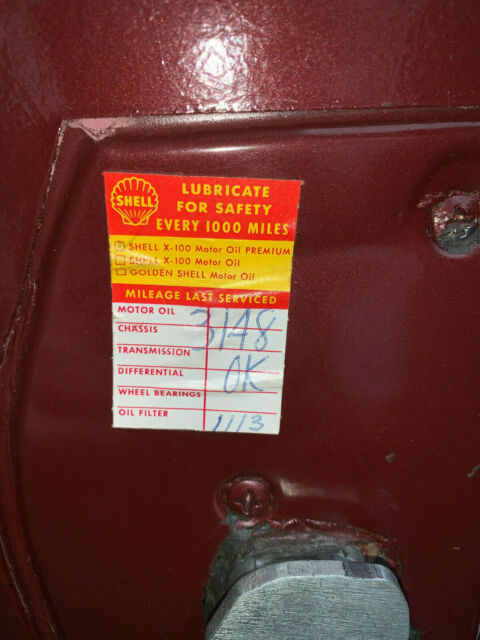 SHELL
LUBRICATE
FOR SAFETY
EVERY 1000 MILES
SHELL X-100 Motor Oil PREMIUM
SHELL X-100 Motor Oil
GOLDEN SHELL Motor Oil
MILEAGE LAST SERVICED
MOTOR OIL 3148
CHASSIS
TRANSMISSION
DIFFERENTIAL OK
WHEEL BEARINGS
OIL FILTER 1113